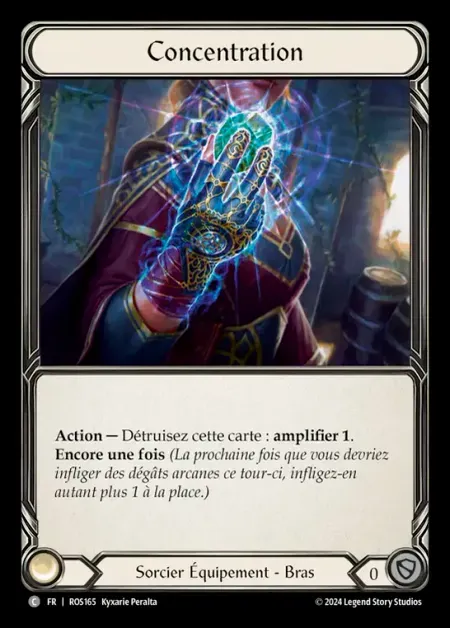 Concentration
Action — Détruisez cette carte : amplifier 1.
Encore une fois (La prochaine fois que vous devriez
infliger des dégâts arcanes ce tour-ci, infligez-en
autant plus 1 à la place.)
Sorcier Équipement - Bras
0
C FR | ROS165 Kyxarie Peralta
© 2024 Legend Story Studios